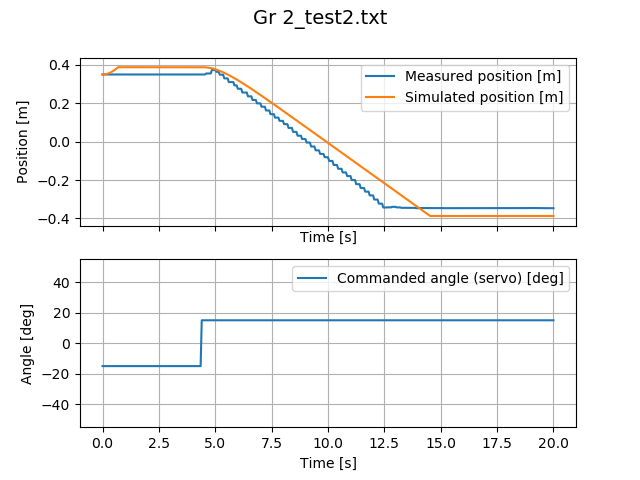 Gr 2_test2.txt
0.4
0.2
0.0
−0.2
−0.4
Position [m]
Measured position [m]
Simulated position [m]
Time [s]
40
20
0
−20
−40
Angle [deg]
Commanded angle (servo) [deg]
0.0 2.5 5.0 7.5 10.0 12.5 15.0 17.5 20.0
Time [s]